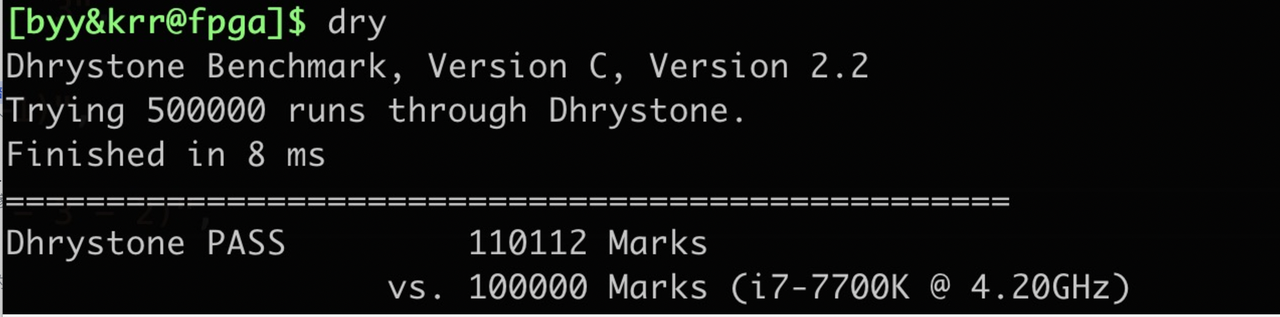 [byy&krr@fpga]$ dry
Dhrystone Benchmark, Version C, Version 2.2
Trying 500000 runs through Dhrystone.
Finished in 8 ms
==================================================
Dhrystone PASS 110112 Marks
vs. 100000 Marks (i7-7700K @ 4.20GHz)